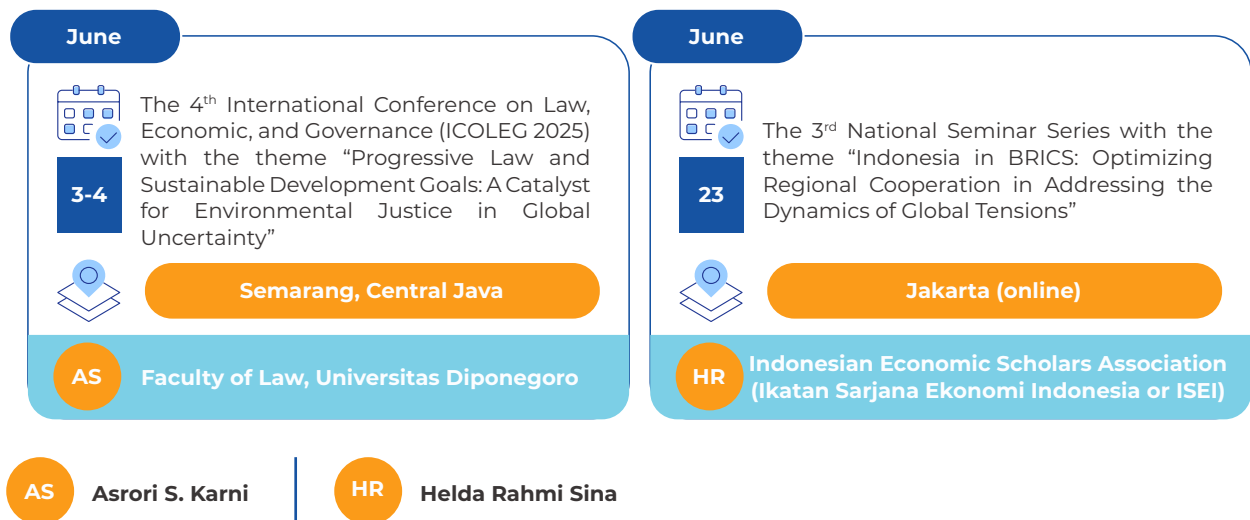 June
The 4th International Conference on Law,
Economic, and Governance (ICOLEG 2025)
with the theme “Progressive Law and
Sustainable Development Goals: A Catalyst
for Environmental Justice in Global
Uncertainty”
3-4
Semarang, Central Java
AS
Faculty of Law, Universitas Diponegoro
June
The 3rd National Seminar Series with the
theme “Indonesia in BRICS: Optimizing
Regional Cooperation in Addressing the
Dynamics of Global Tensions”
23
Jakarta (online)
HR
Indonesian Economic Scholars Association
(Ikatan Sarjana Ekonomi Indonesia or ISEI)
AS
Asrori S. Karni
HR
Helda Rahmi Sina